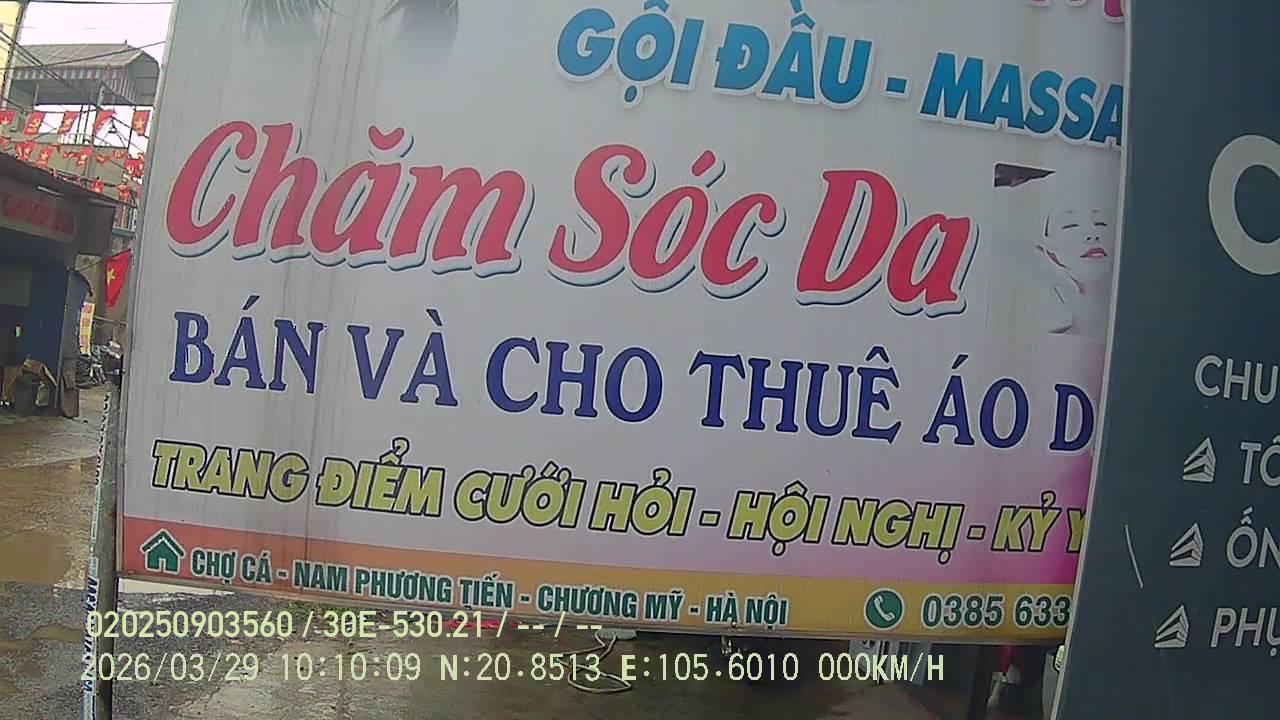 GỘI ĐẦU - MASSA
Chăm Sóc Da
BÁN VÀ CHO THUÊ ÁO D
TRANG ĐIỂM CƯỚI HỎI - HỘI NGHỊ - KỶ Y
CHỢ CÁ - NAM PHƯƠNG TIẾN - CHƯƠNG MỸ - HÀ NỘI
0385 633
C
CHU
TÔ
ỐN
PHỤ
020250903560 / 30E-530.21 / -- / --
2026/03/29 10:10:09 N:20.8513 E:105.6010 000KM/H